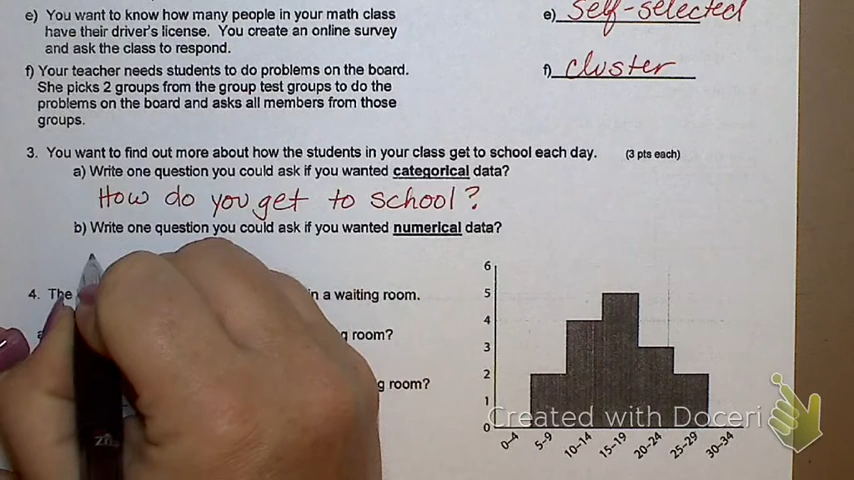 e) You want to know how many people in your math class
have their driver's license. You create an online survey
and ask the class to respond.
e) Self-selected
f) Your teacher needs students to do problems on the board.
She picks 2 groups from the group test groups to do the
problems on the board and asks all members from those
groups.
f) cluster
3. You want to find out more about how the students in your class get to school each day. (3 pts each)
a) Write one question you could ask if you wanted categorical data?
How do you get to school?
b) Write one question you could ask if you wanted numerical data?
4. The in a waiting room.
room?
room?
6
5
4
3
2
1
0
0–4 5–9 10–14 15–19 20–24 25–29 30–34
Created with Doceri